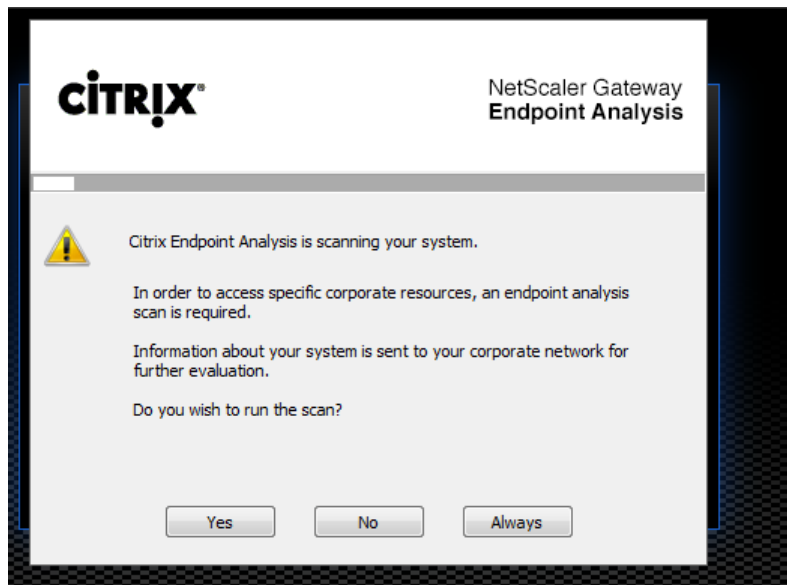 CİTRỊX®
NetScaler Gateway
Endpoint Analysis
Citrix Endpoint Analysis is scanning your system.
In order to access specific corporate resources, an endpoint analysis
scan is required.
Information about your system is sent to your corporate network for
further evaluation.
Do you wish to run the scan?
Yes
No
Always